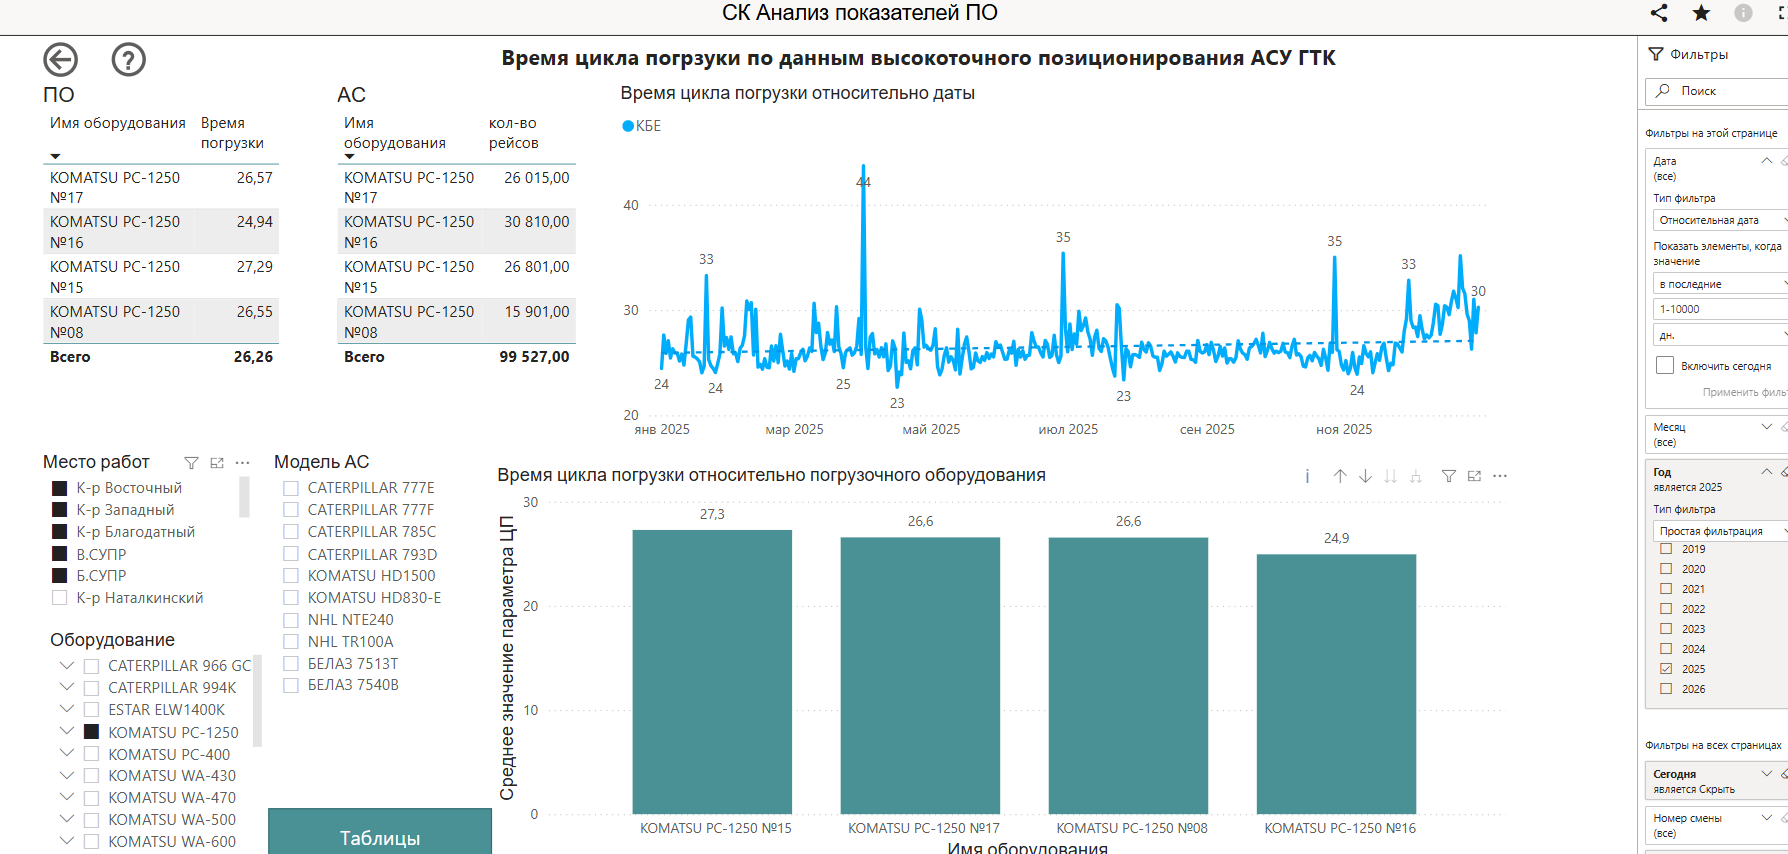 СК Анализ показателей ПО
Время цикла погрзуки по данным высокоточного позиционирования АСУ ГТК
ПО
Имя оборудования
Время погрузки
KOMATSU PC-1250 №17
26,57
KOMATSU PC-1250 №16
24,94
KOMATSU PC-1250 №15
27,29
KOMATSU PC-1250 №08
26,55
Всего
26,26
АС
Имя оборудования
кол-во рейсов
KOMATSU PC-1250 №17
26 015,00
KOMATSU PC-1250 №16
30 810,00
KOMATSU PC-1250 №15
26 801,00
KOMATSU PC-1250 №08
15 901,00
Всего
99 527,00
Время цикла погрузки относительно даты
КБЕ
40
30
20
24
33
24
25
44
23
35
23
35
24
33
30
янв 2025
мар 2025
май 2025
июл 2025
сен 2025
ноя 2025
Место работ
К-р Восточный
К-р Западный
К-р Благодатный
В.СУПР
Б.СУПР
К-р Наталкинский
Оборудование
CATERPILLAR 966 GC
CATERPILLAR 994K
ESTAR ELW1400K
KOMATSU PC-1250
KOMATSU PC-400
KOMATSU WA-430
KOMATSU WA-470
KOMATSU WA-500
KOMATSU WA-600
Модель АС
CATERPILLAR 777E
CATERPILLAR 777F
CATERPILLAR 785C
CATERPILLAR 793D
KOMATSU HD1500
KOMATSU HD830-E
NHL NTE240
NHL TR100A
БЕЛАЗ 7513Т
БЕЛАЗ 7540В
Таблицы
Время цикла погрузки относительно погрузочного оборудования
Среднее значение параметра ЦП
30
20
10
0
27,3
26,6
26,6
24,9
KOMATSU PC-1250 №15
KOMATSU PC-1250 №17
KOMATSU PC-1250 №08
KOMATSU PC-1250 №16
Имя оборудования
Фильтры
Поиск
Фильтры на этой странице
Дата
(все)
Тип фильтра
Относительная дата
Показать элементы, когда
значение
в последние
1-10000
дн.
Включить сегодня
Применить филь
Месяц
(все)
Год
является 2025
Тип фильтра
Простая фильтрация
2019
2020
2021
2022
2023
2024
2025
2026
Фильтры на всех страницах
Сегодня
является Скрыть
Номер смены
(все)